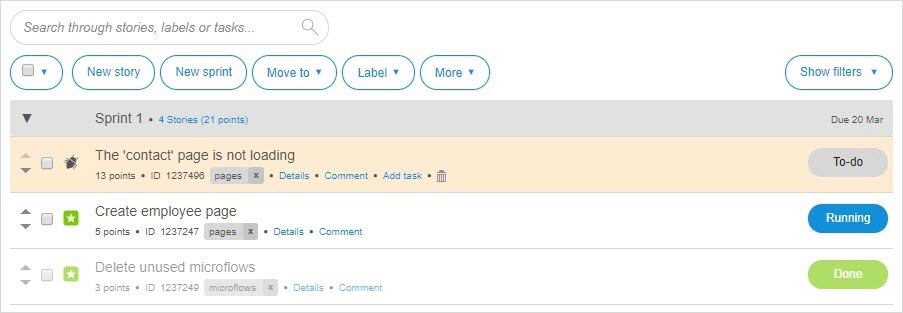 Search through stories, labels or tasks...
New story New sprint Move to Label More Show filters
Sprint 1 • 4 Stories (21 points) Due 20 Mar
The 'contact' page is not loading To-do
13 points • ID 1237496 pages x • Details • Comment • Add task •
Create employee page Running
5 points • ID 1237247 pages x • Details • Comment
Delete unused microflows Done
3 points • ID 1237249 microflows x • Details • Comment